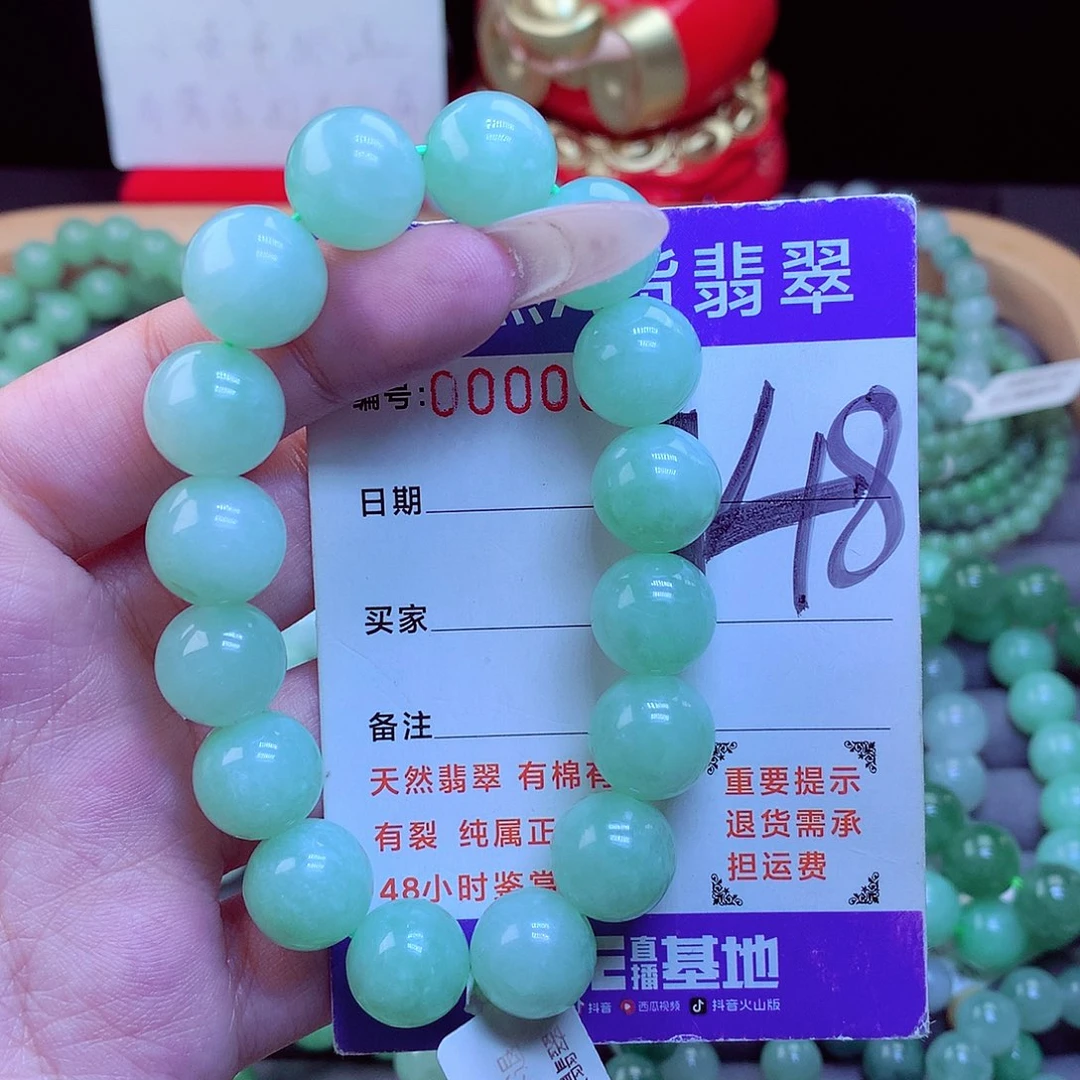 翡翠
编号:0000
48
日期
买家
备注
天然翡翠 有棉有
有裂 纯属正
48小时鉴赏
重要提示
退货需承
担运费
直播基地
抖音 西瓜视频 抖音火山版